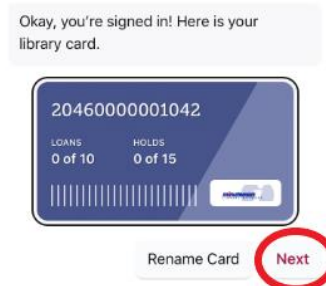 Okay, you're signed in! Here is your
library card.
20460000001042
LOANS HOLDS
0 of 10 0 of 15
Rename Card Next